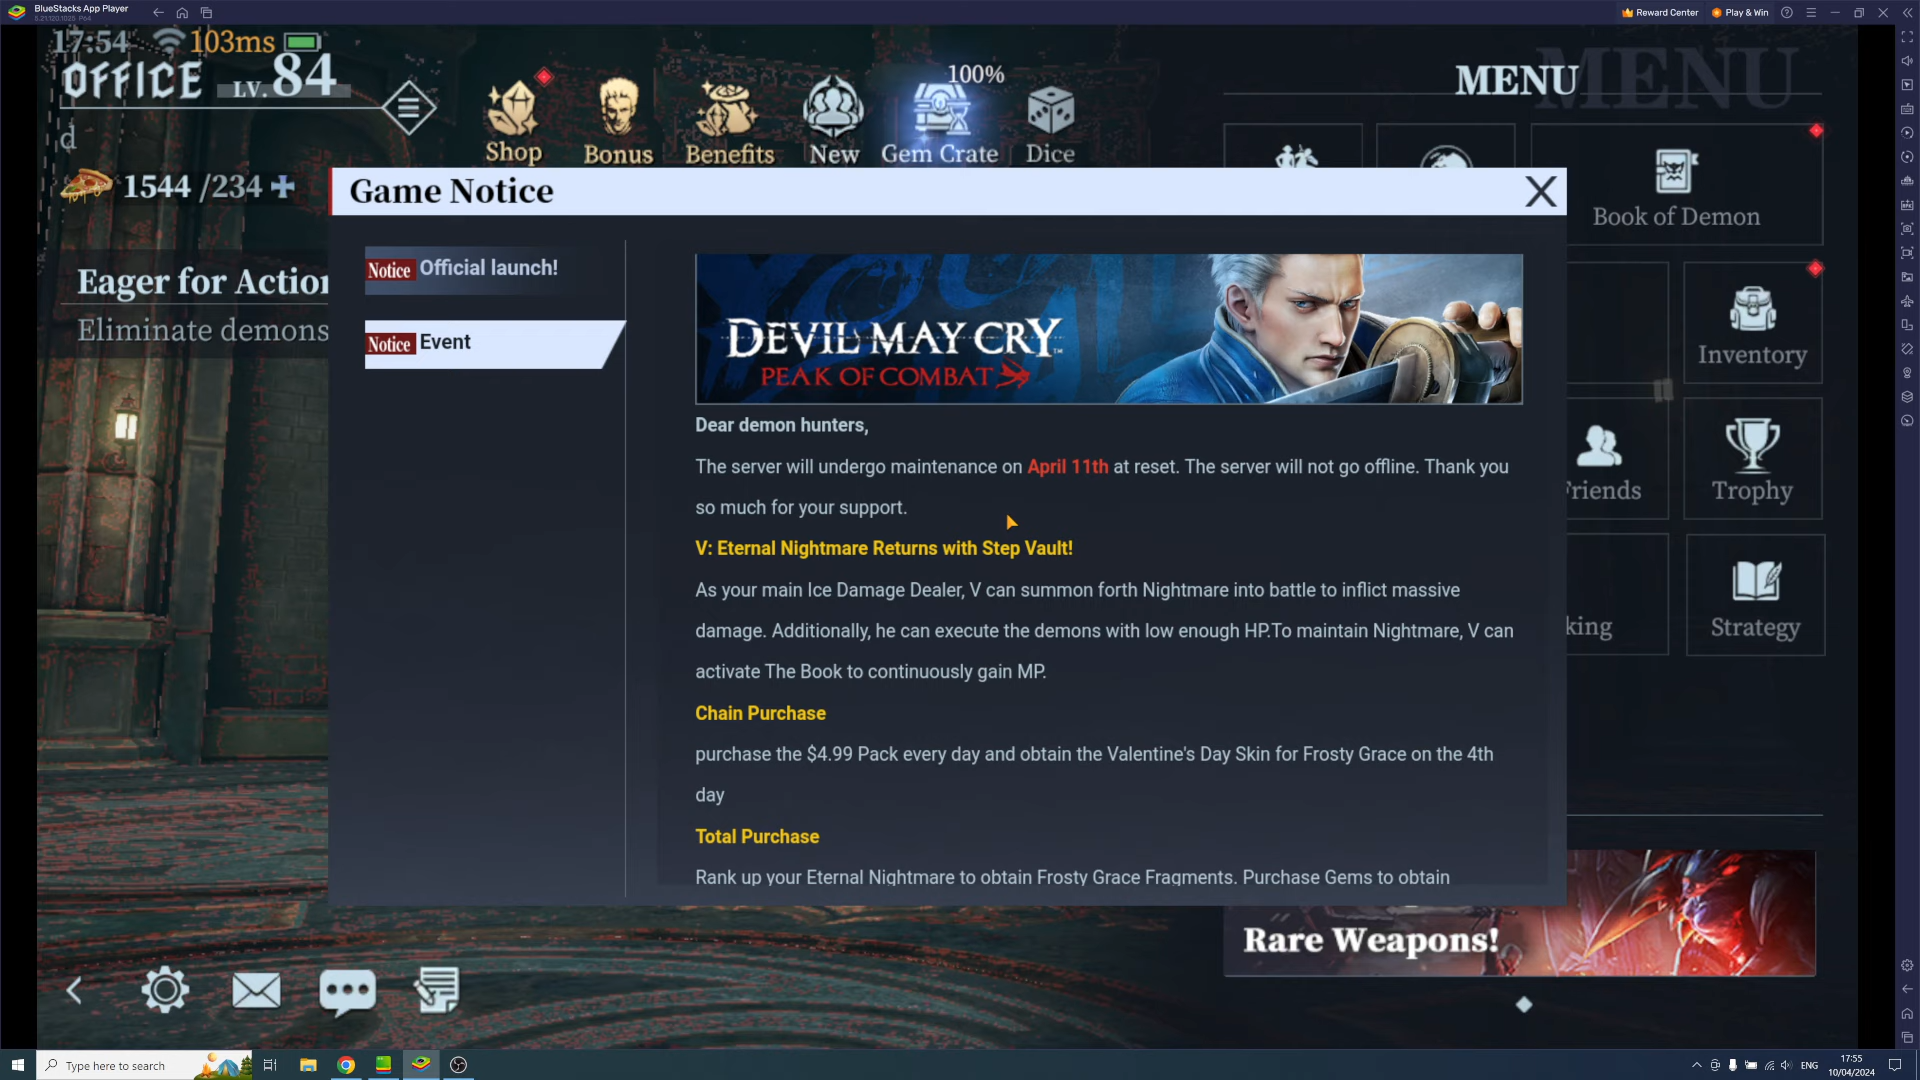 BlueStacks App Player
5.21.120.1025 P64
Reward Center
Play & Win
17:54
103ms
OFFICE LV.84
d
1544 /234
100%
Shop
Bonus
Benefits
New
Gem Crate
Dice
MENU
Book of Demon
Inventory
Friends
Trophy
king
Strategy
Eager for Action
Eliminate demons
Game Notice
X
Notice Official launch!
Notice Event
DEVIL MAY CRY
PEAK OF COMBAT
Dear demon hunters,
The server will undergo maintenance on April 11th at reset. The server will not go offline. Thank you
so much for your support.
V: Eternal Nightmare Returns with Step Vault!
As your main Ice Damage Dealer, V can summon forth Nightmare into battle to inflict massive
damage. Additionally, he can execute the demons with low enough HP.To maintain Nightmare, V can
activate The Book to continuously gain MP.
Chain Purchase
purchase the $4.99 Pack every day and obtain the Valentine's Day Skin for Frosty Grace on the 4th
day
Total Purchase
Rank up your Eternal Nightmare to obtain Frosty Grace Fragments. Purchase Gems to obtain
Rare Weapons!
Type here to search
ENG
17:55
10/04/2024